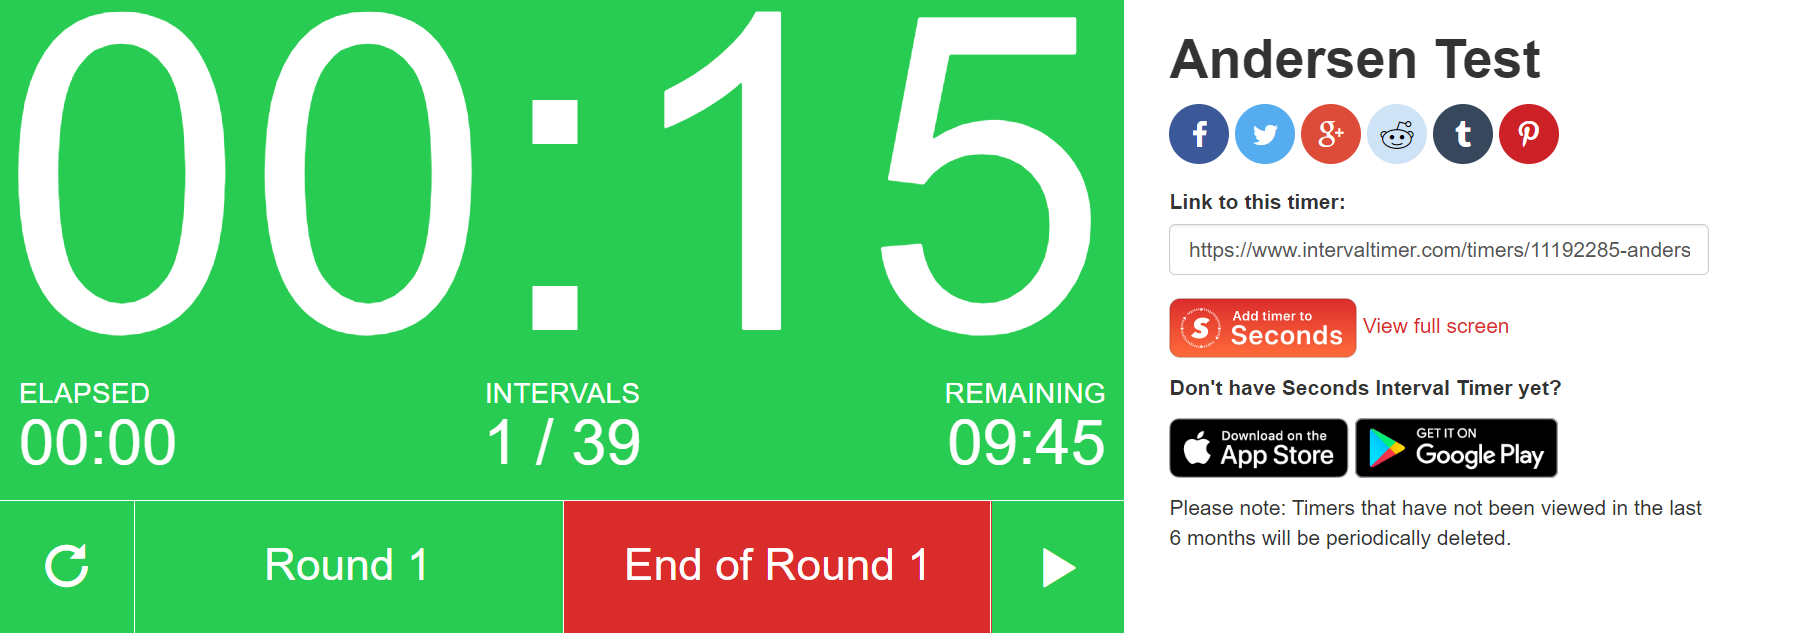 00:15
ELAPSED
00:00
INTERVALS
1 / 39
REMAINING
09:45
Round 1
End of Round 1
Andersen Test
Link to this timer:
https://www.intervaltimer.com/timers/11192285-anders
Add timer to
Seconds
View full screen
Don't have Seconds Interval Timer yet?
Download on the
App Store
GET IT ON
Google Play
Please note: Timers that have not been viewed in the last
6 months will be periodically deleted.